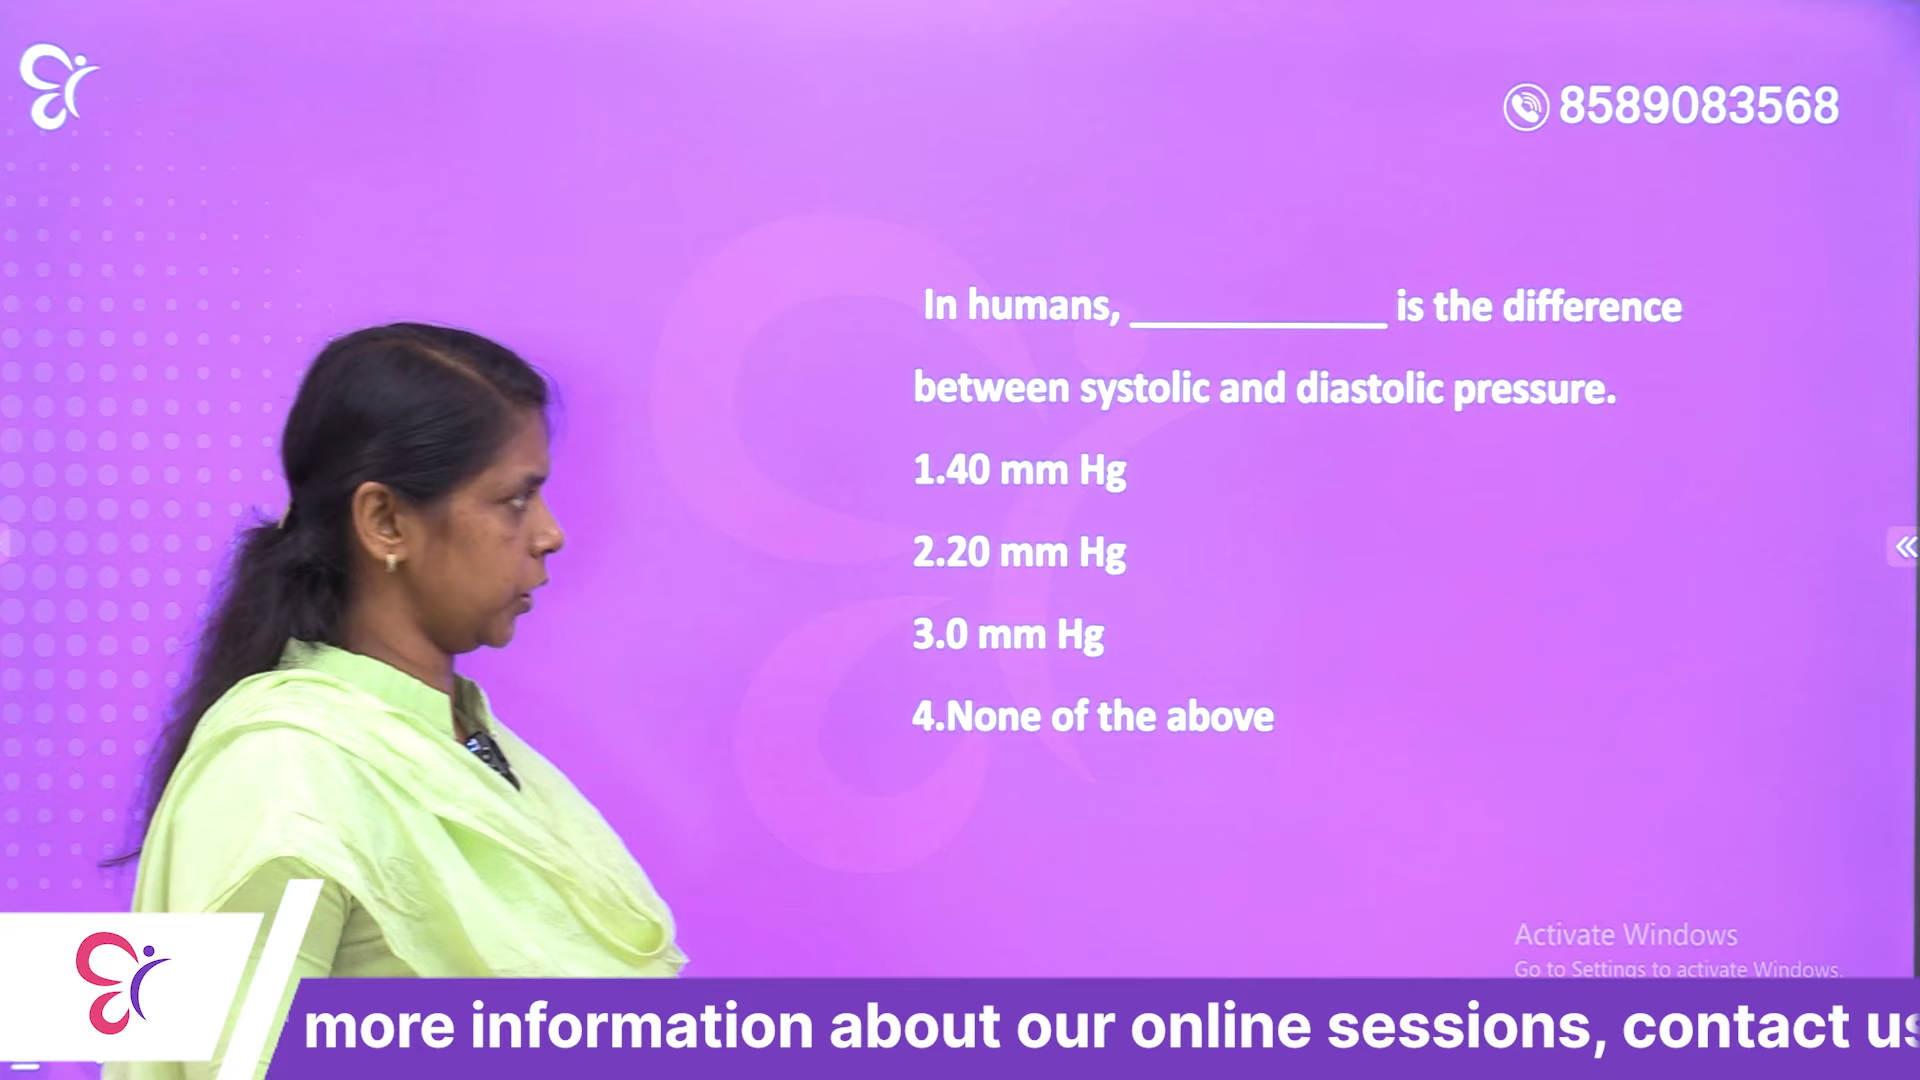 8589083568
In humans, ____________ is the difference
between systolic and diastolic pressure.
1.40 mm Hg
2.20 mm Hg
3.0 mm Hg
4.None of the above
Activate Windows
Go to Settings to activate Windows.
more information about our online sessions, contact us